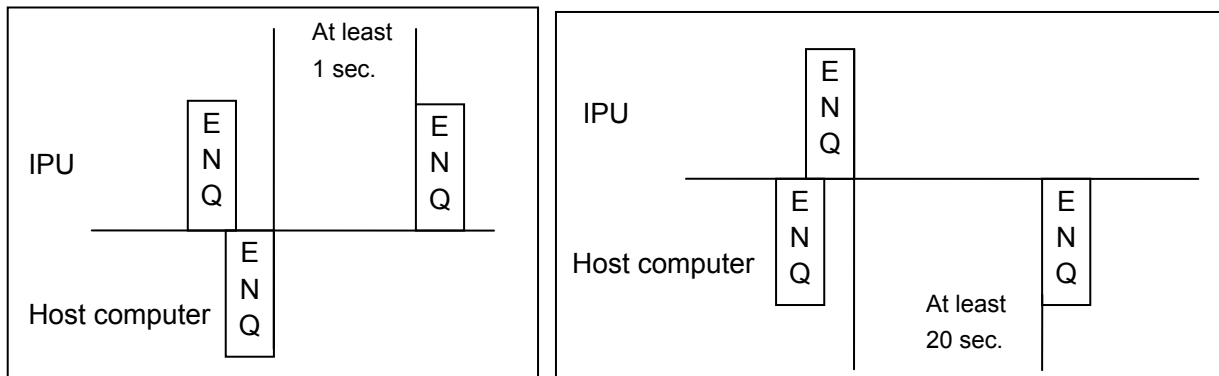 At least
1 sec.
E
N
Q
E
N
Q
IPU
E
N
Q
Host computer
E
N
Q
IPU
E
N
Q
E
N
Q
Host computer
At least
20 sec.